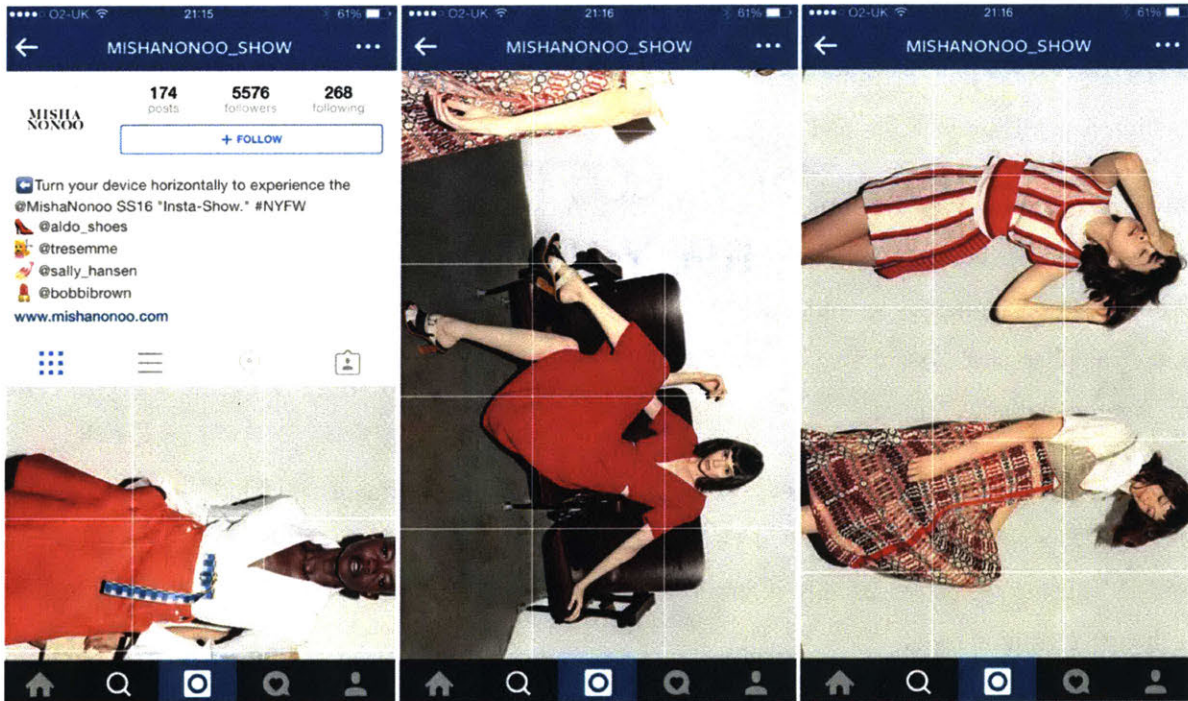 O2-UK 21:15 61%
MISHANONOO_SHOW
MISHA
NONOO
174 5576 268
posts followers following
+ FOLLOW
Turn your device horizontally to experience the
@MishaNonoo SS16 "Insta-Show." #NYFW
@aldo_shoes
@tresemme
@sally_hansen
@bobbibrown
www.mishanonoo.com
O2-UK 21:16 61%
MISHANONOO_SHOW
O2-UK 21:16 61%
MISHANONOO_SHOW